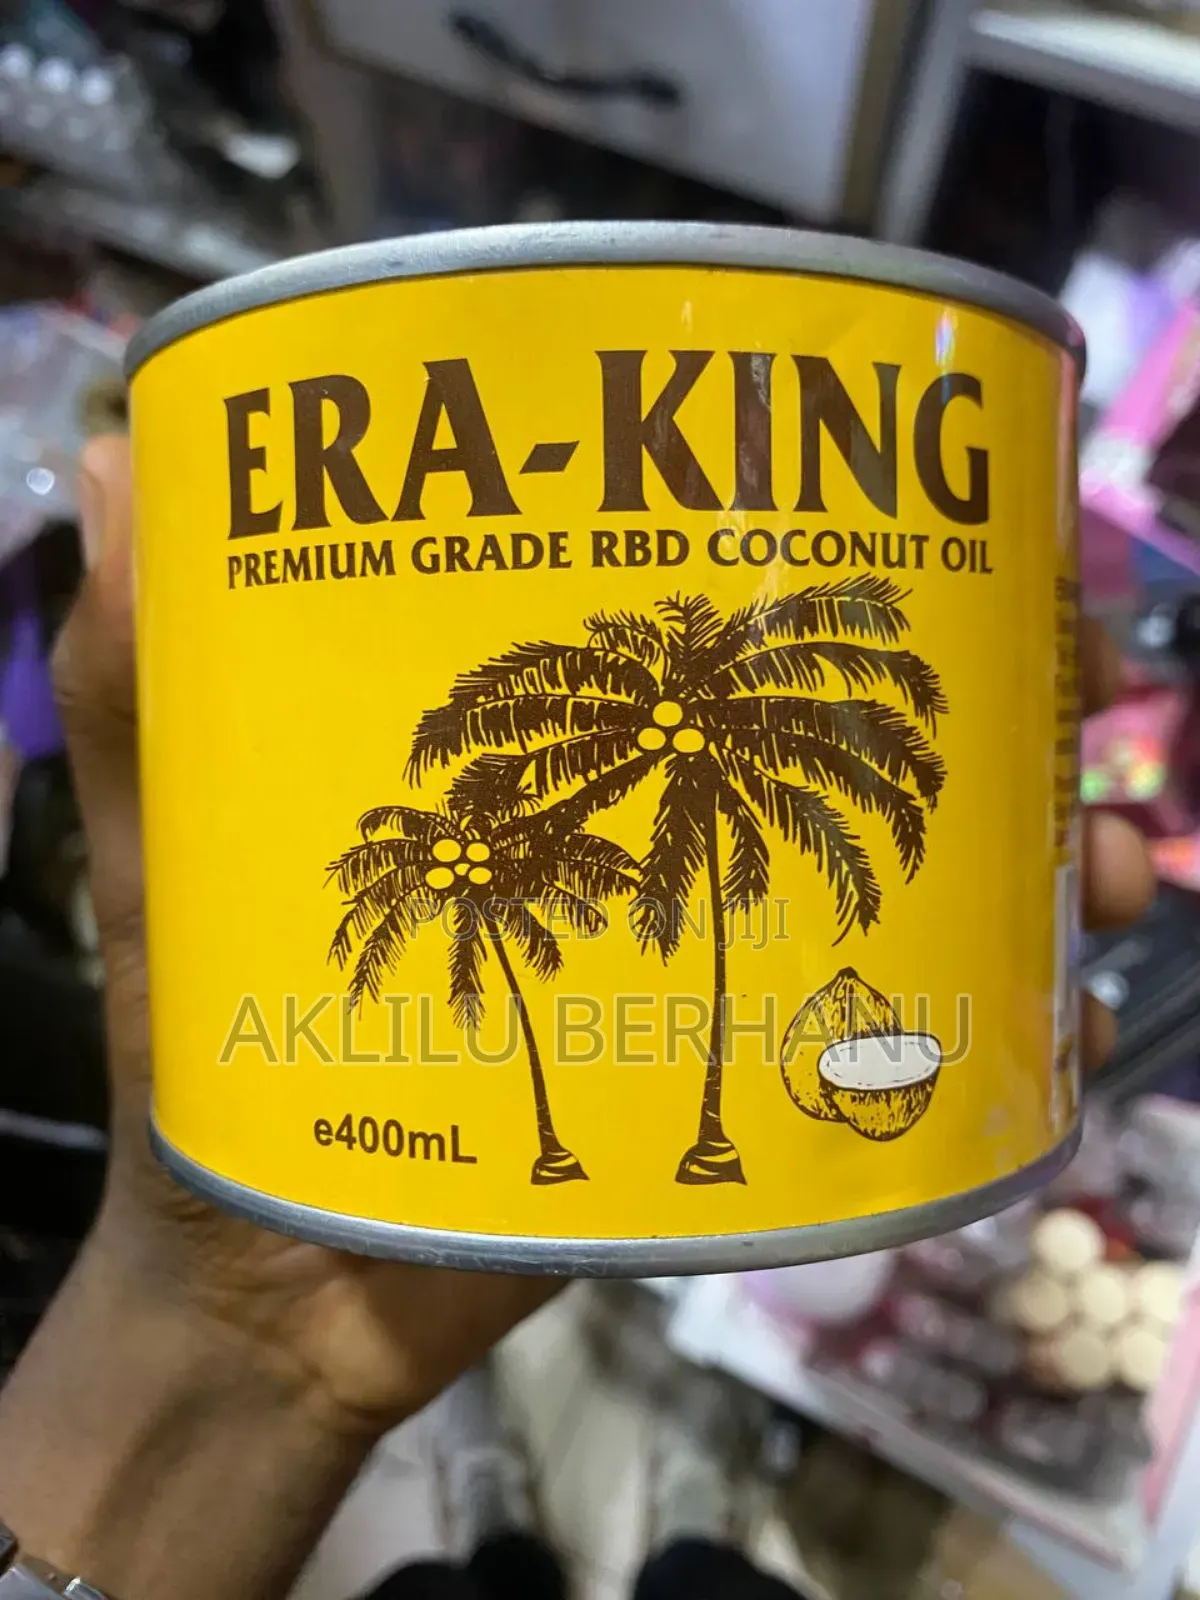 ERA-KING
PREMIUM GRADE RBD COCONUT OIL
POSTED ON JIJI
AKLILU BERHANU
e400mL